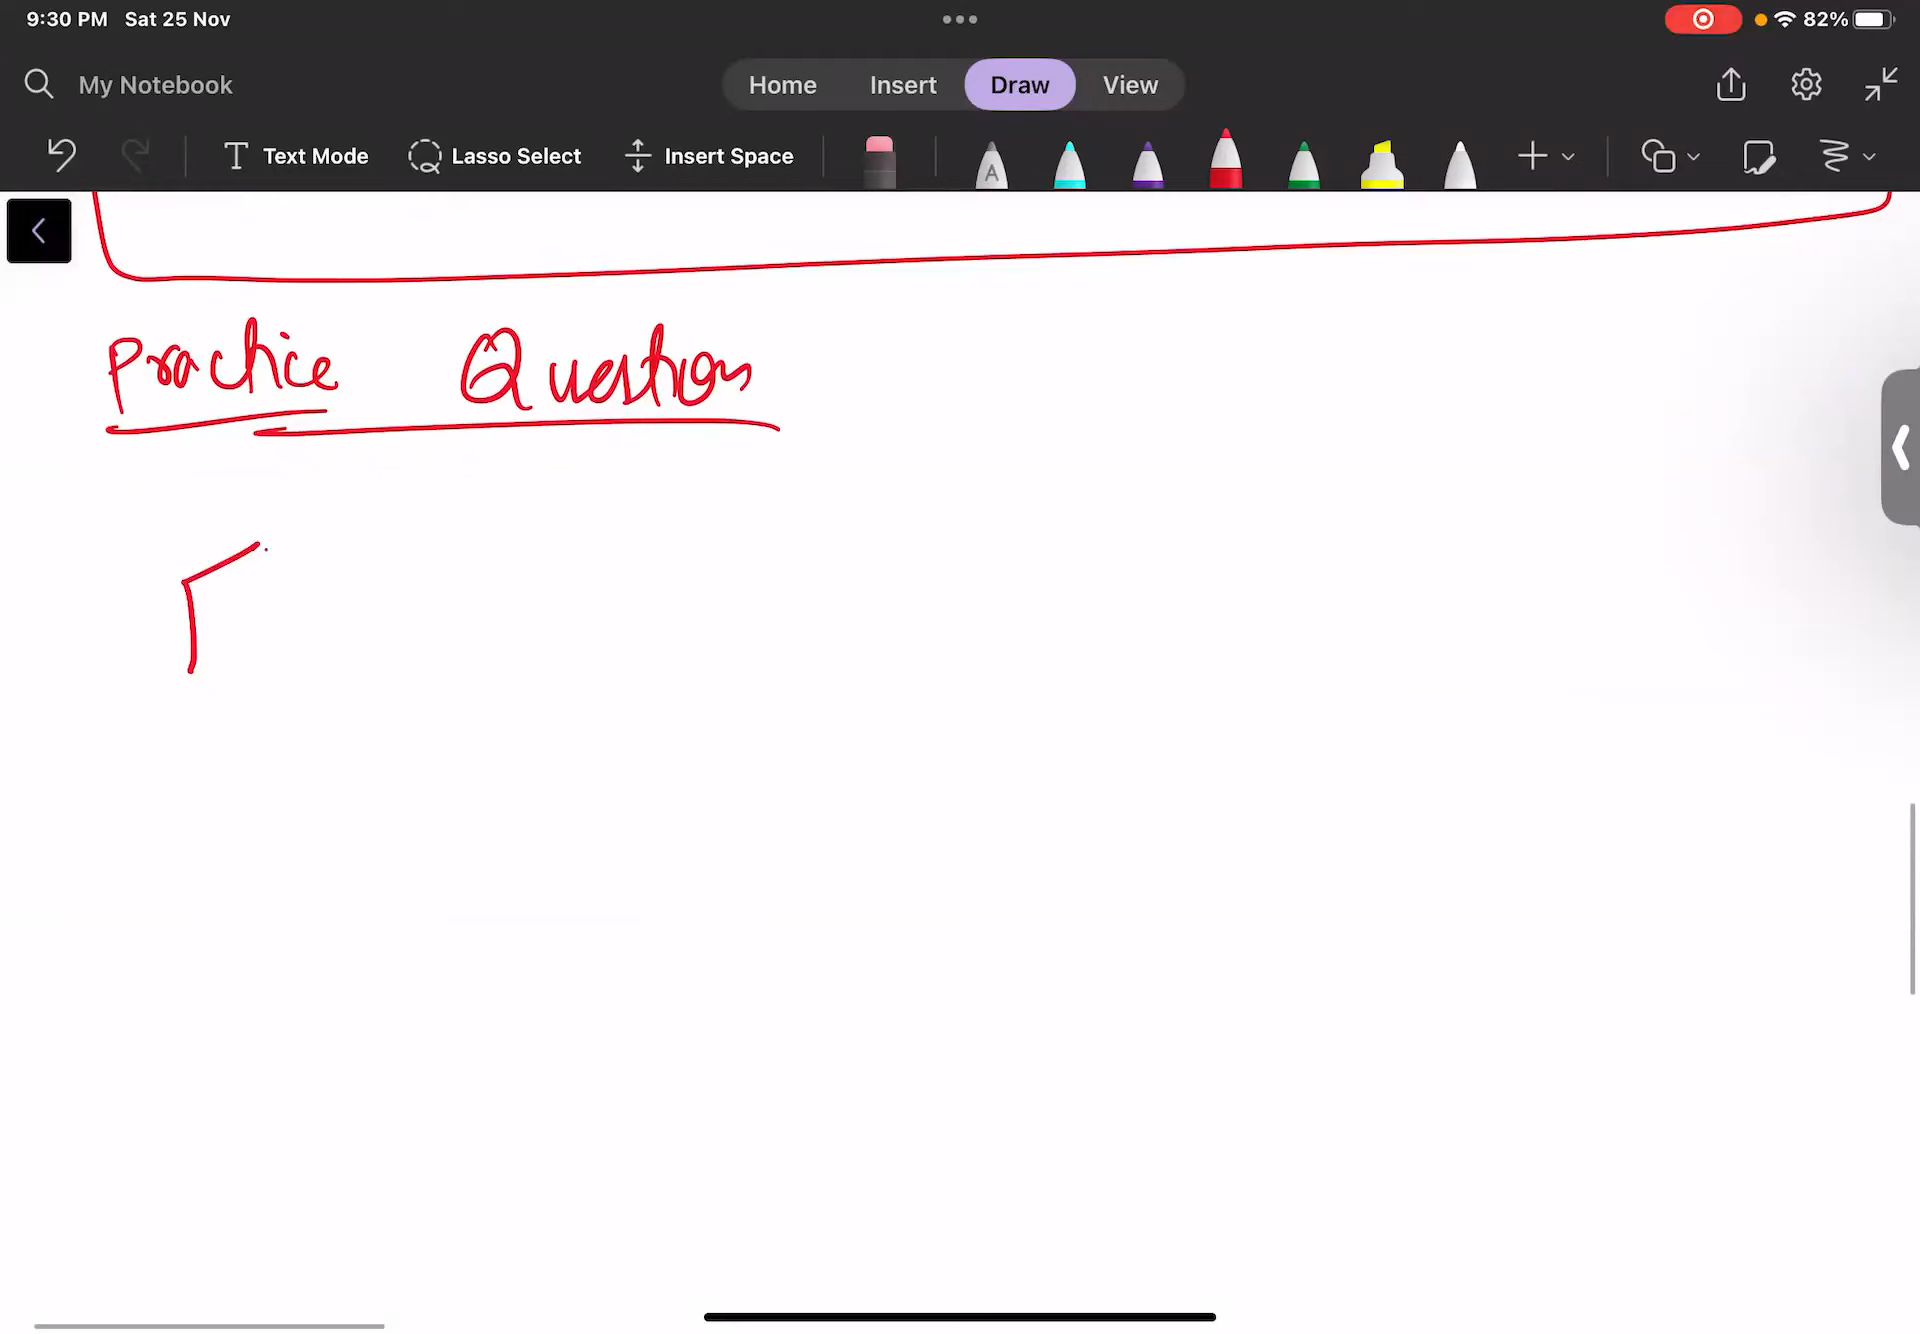 9:30 PM Sat 25 Nov 82%
My Notebook Home Insert Draw View
Text Mode Lasso Select Insert Space A
Practice Question